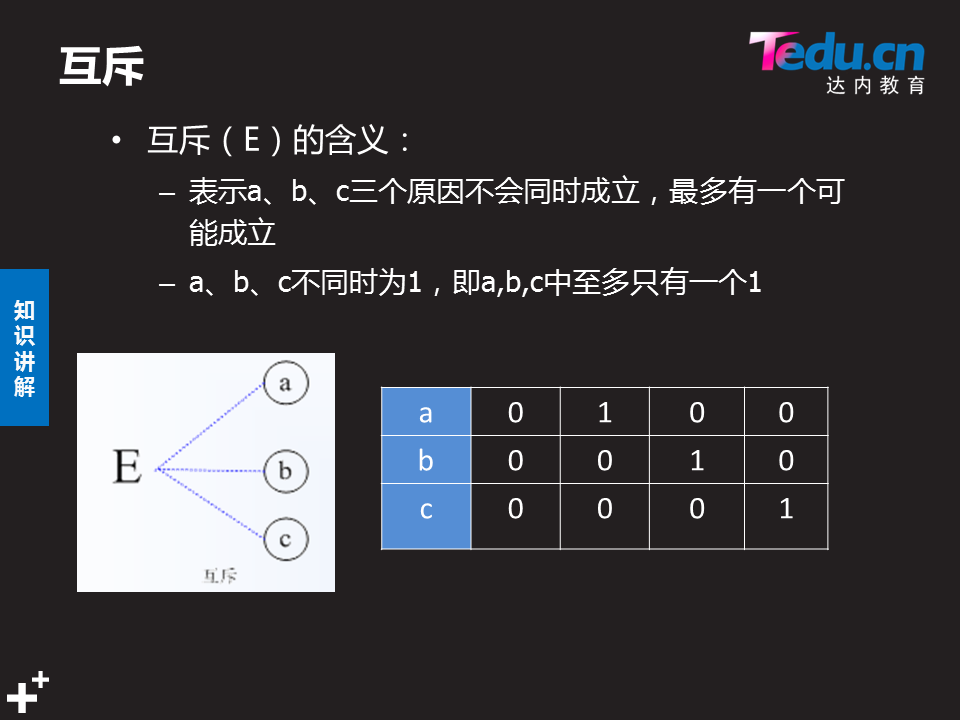 互斥
Tedu.cn
达内教育
• 互斥（E）的含义：
– 表示a、b、c三个原因不会同时成立，最多有一个可
能成立
– a、b、c不同时为1，即a,b,c中至多只有一个1
知
识
讲
解
a
E
b
c
互斥
a 0 1 0 0
b 0 0 1 0
c 0 0 0 1